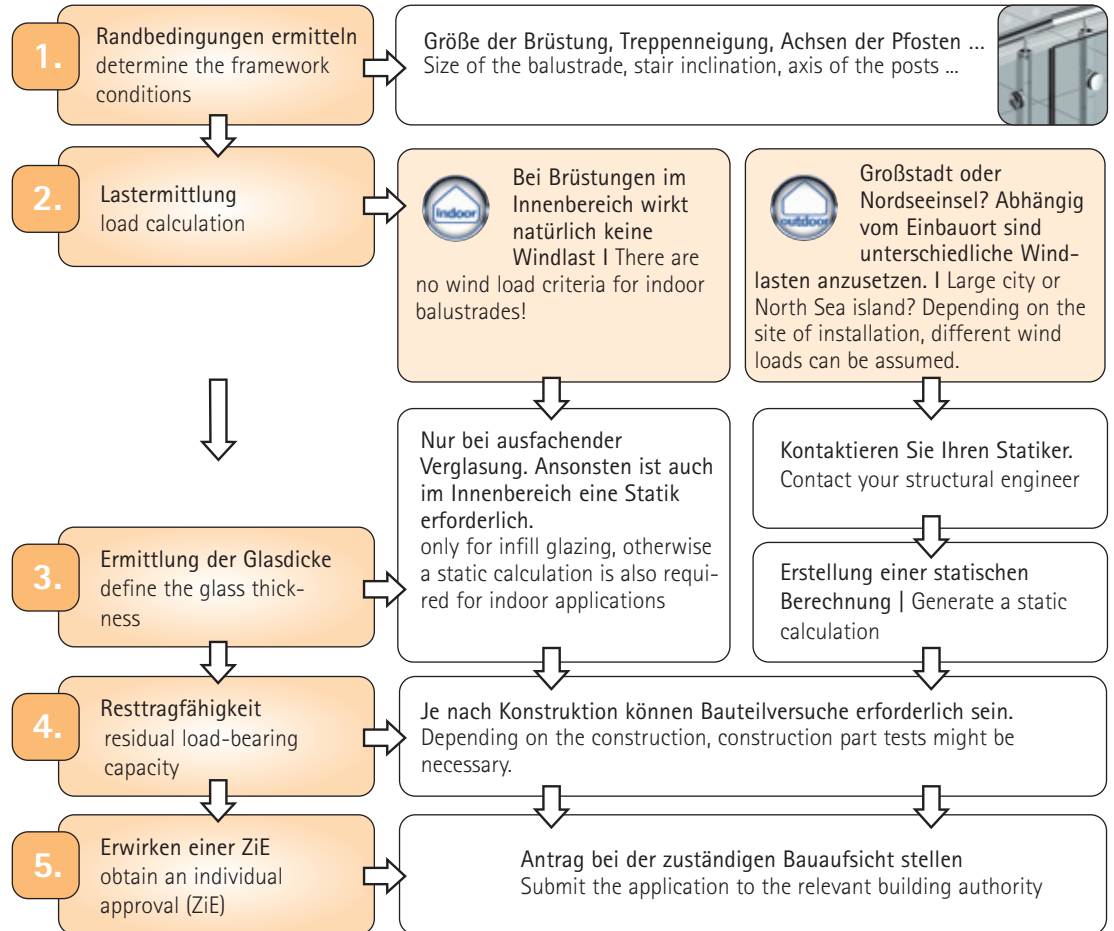 1.
Randbedingungen ermitteln
determine the framework
conditions
Größe der Brüstung, Treppenneigung, Achsen der Pfosten ...
Size of the balustrade, stair inclination, axis of the posts ...
2.
Lastermittlung
load calculation
indoor
Bei Brüstungen im
Innenbereich wirkt
natürlich keine
Windlast I There are
no wind load criteria for indoor
balustrades!
outdoor
Großstadt oder
Nordseeinsel? Abhängig
vom Einbauort sind
unterschiedliche Wind-
lasten anzusetzen. I Large city or
North Sea island? Depending on the
site of installation, different wind
loads can be assumed.
3.
Ermittlung der Glasdicke
define the glass thick-
ness
Nur bei ausfachender
Verglasung. Ansonsten ist auch
im Innenbereich eine Statik
erforderlich.
only for infill glazing, otherwise
a static calculation is also requi-
red for indoor applications
Kontaktieren Sie Ihren Statiker.
Contact your structural engineer
Erstellung einer statischen
Berechnung | Generate a static
calculation
4.
Resttragfähigkeit
residual load-bearing
capacity
Je nach Konstruktion können Bauteilversuche erforderlich sein.
Depending on the construction, construction part tests might be
necessary.
5.
Erwirken einer ZiE
obtain an individual
approval (ZiE)
Antrag bei der zuständigen Bauaufsicht stellen
Submit the application to the relevant building authority